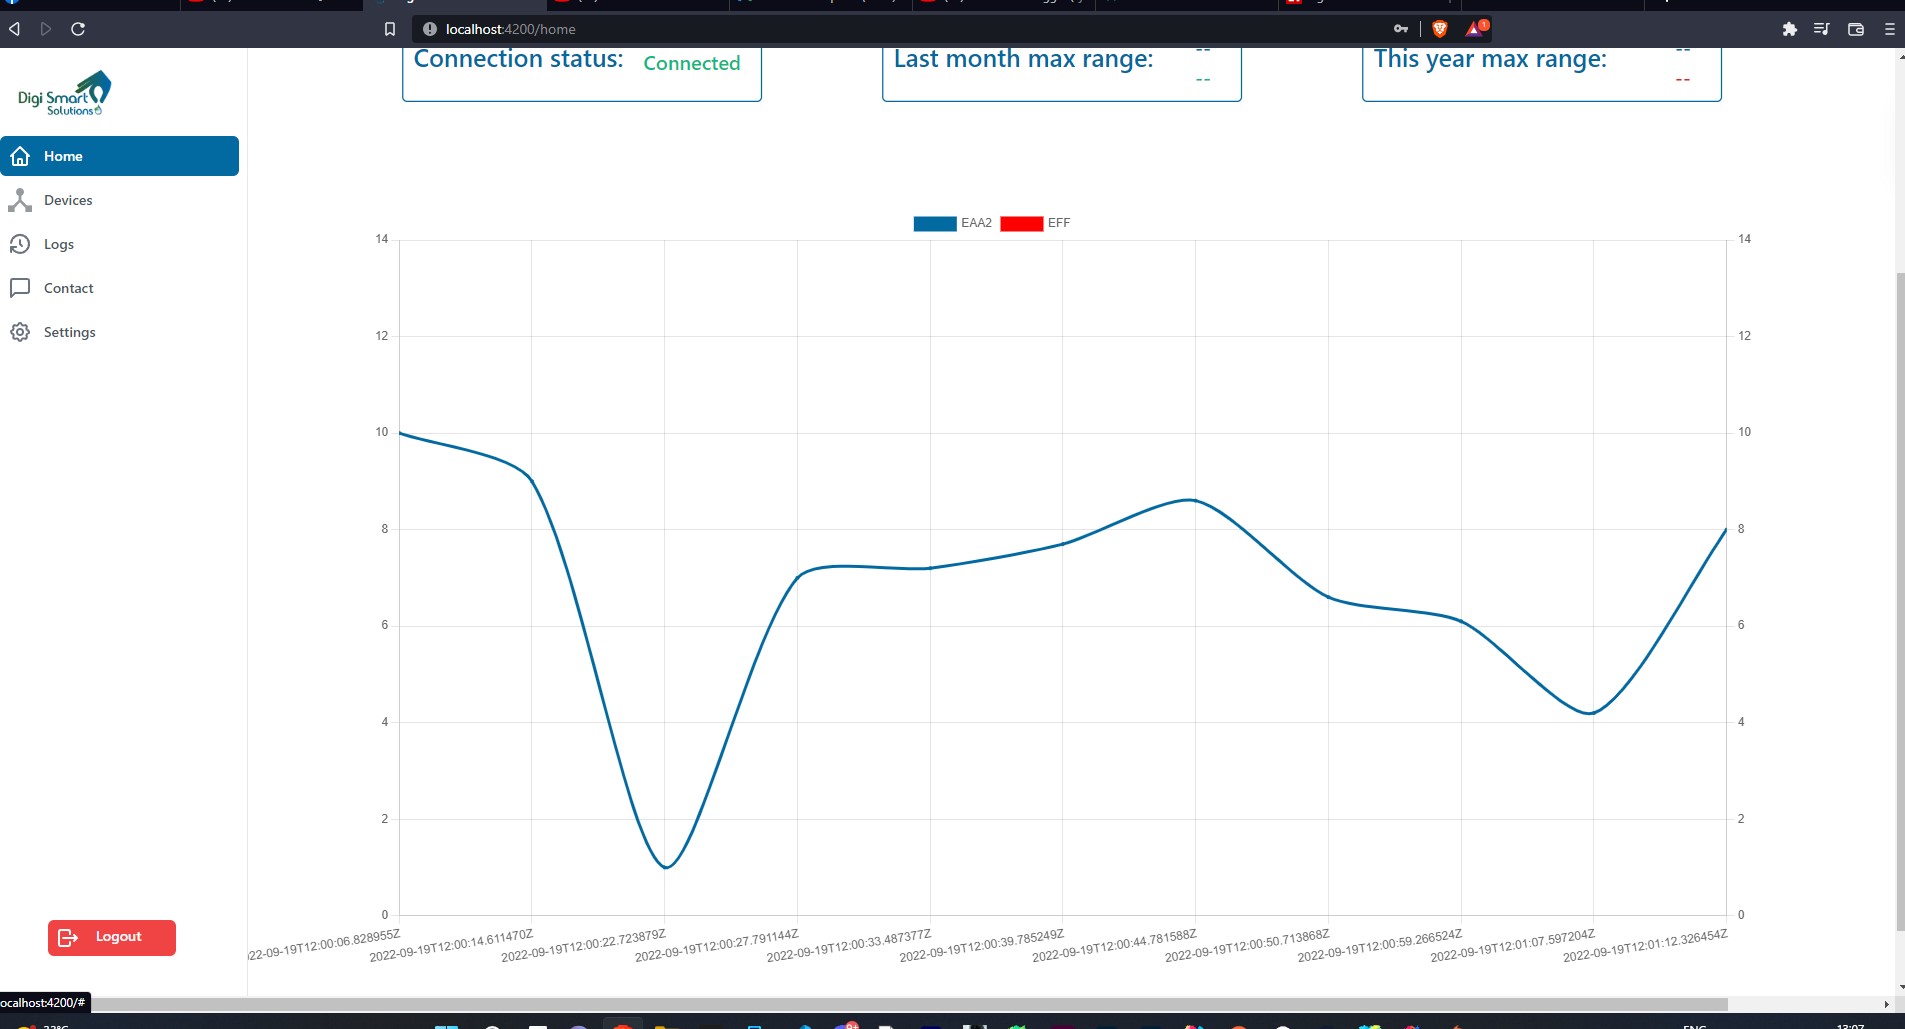 localhost:4200/home
1
Digi Smart
Solutions
Connection status: Connected
Last month max range: --
--
This year max range: --
--
Home
Devices
Logs
Contact
Settings
Logout
EAA2 EFF
14 14
12 12
10 10
8 8
6 6
4 4
2 2
0 0
22-09-19T12:00:06.828955Z
2022-09-19T12:00:14.611470Z
2022-09-19T12:00:22.723879Z
2022-09-19T12:00:27.791144Z
2022-09-19T12:00:33.487377Z
2022-09-19T12:00:39.785249Z
2022-09-19T12:00:44.781588Z
2022-09-19T12:00:50.713868Z
2022-09-19T12:00:59.266524Z
2022-09-19T12:01:07.597204Z
2022-09-19T12:01:12.326454Z
ocalhost:4200/#
ENG
13:07